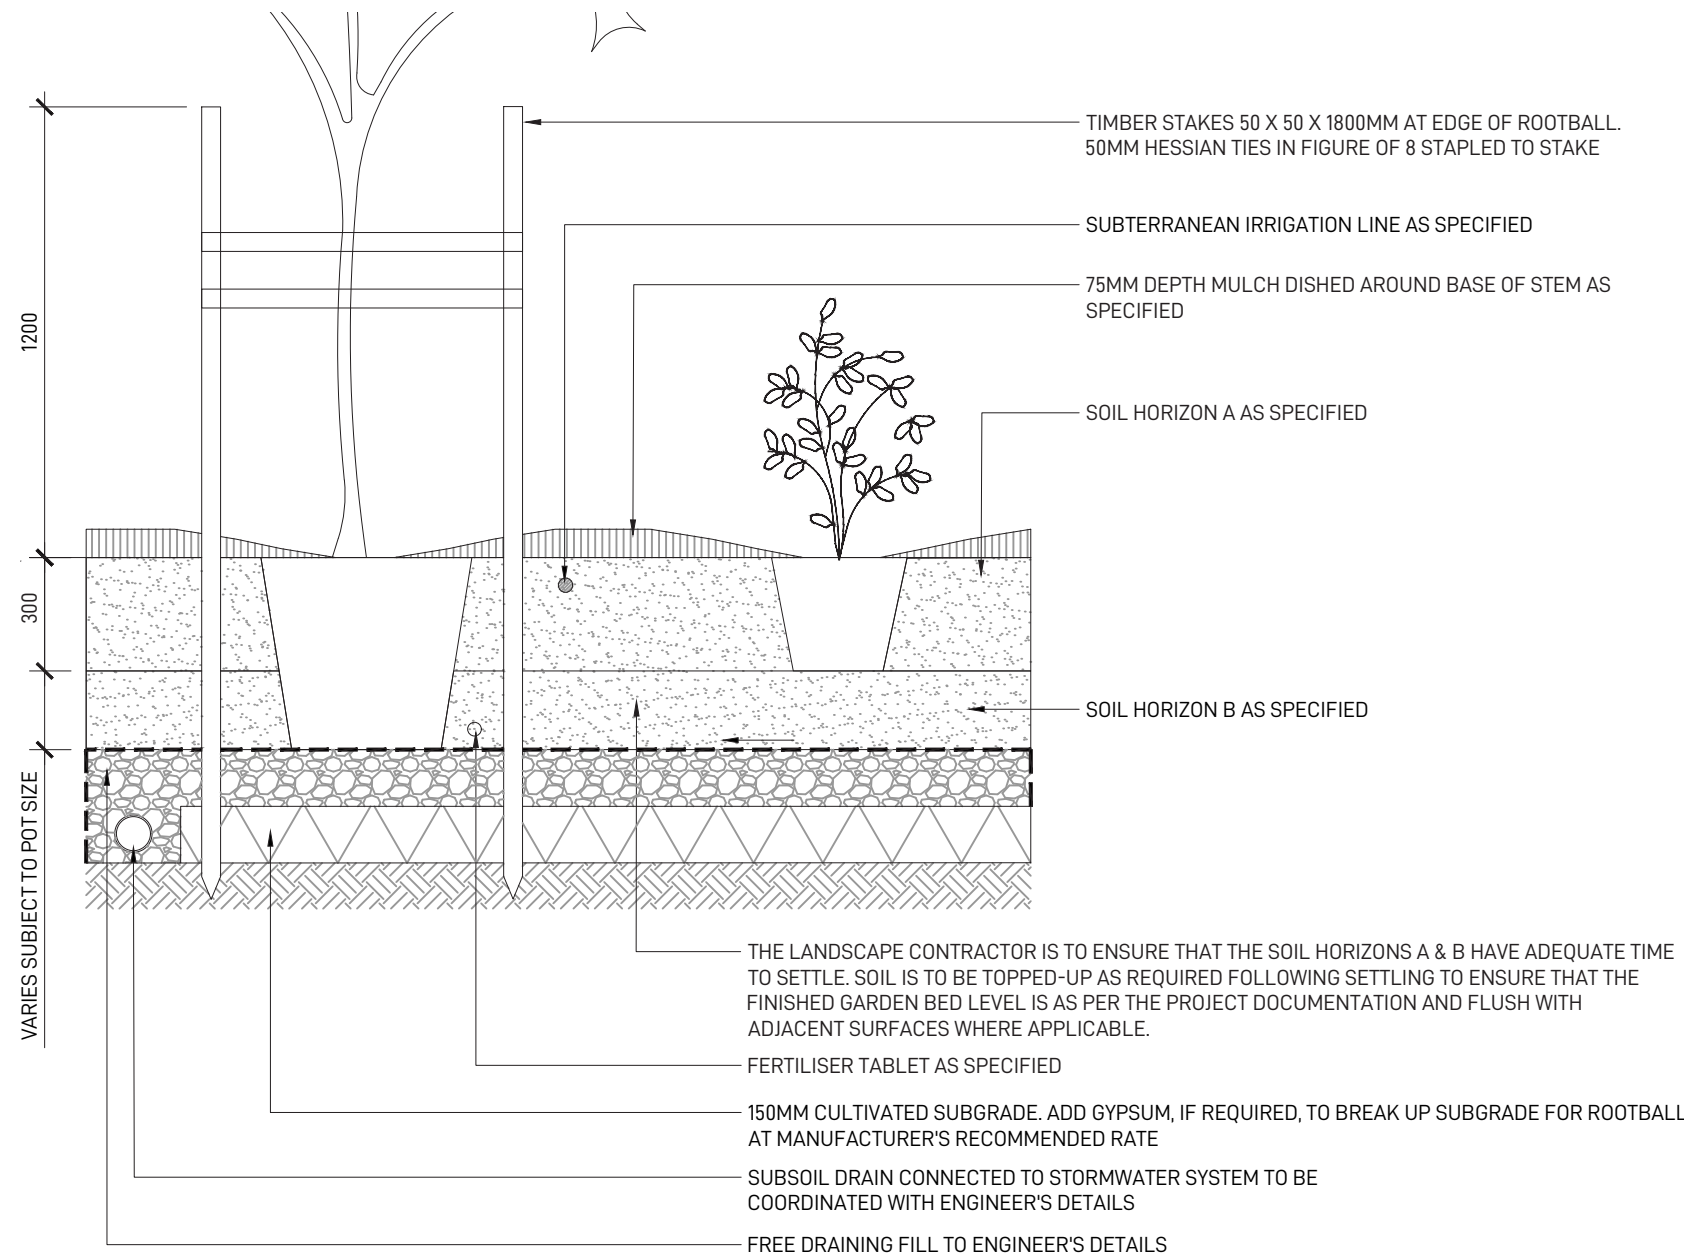 TIMBER STAKES 50 X 50 X 1800MM AT EDGE OF ROOTBALL.
50MM HESSIAN TIES IN FIGURE OF 8 STAPLED TO STAKE
SUBTERRANEAN IRRIGATION LINE AS SPECIFIED
75MM DEPTH MULCH DISHED AROUND BASE OF STEM AS
SPECIFIED
1200
SOIL HORIZON A AS SPECIFIED
300
SOIL HORIZON B AS SPECIFIED
VARIES SUBJECT TO POT SIZE
THE LANDSCAPE CONTRACTOR IS TO ENSURE THAT THE SOIL HORIZONS A & B HAVE ADEQUATE TIME
TO SETTLE. SOIL IS TO BE TOPPED-UP AS REQUIRED FOLLOWING SETTLING TO ENSURE THAT THE
FINISHED GARDEN BED LEVEL IS AS PER THE PROJECT DOCUMENTATION AND FLUSH WITH
ADJACENT SURFACES WHERE APPLICABLE.
FERTILISER TABLET AS SPECIFIED
150MM CULTIVATED SUBGRADE. ADD GYPSUM, IF REQUIRED, TO BREAK UP SUBGRADE FOR ROOTBALL
AT MANUFACTURER'S RECOMMENDED RATE
SUBSOIL DRAIN CONNECTED TO STORMWATER SYSTEM TO BE
COORDINATED WITH ENGINEER'S DETAILS
FREE DRAINING FILL TO ENGINEER'S DETAILS